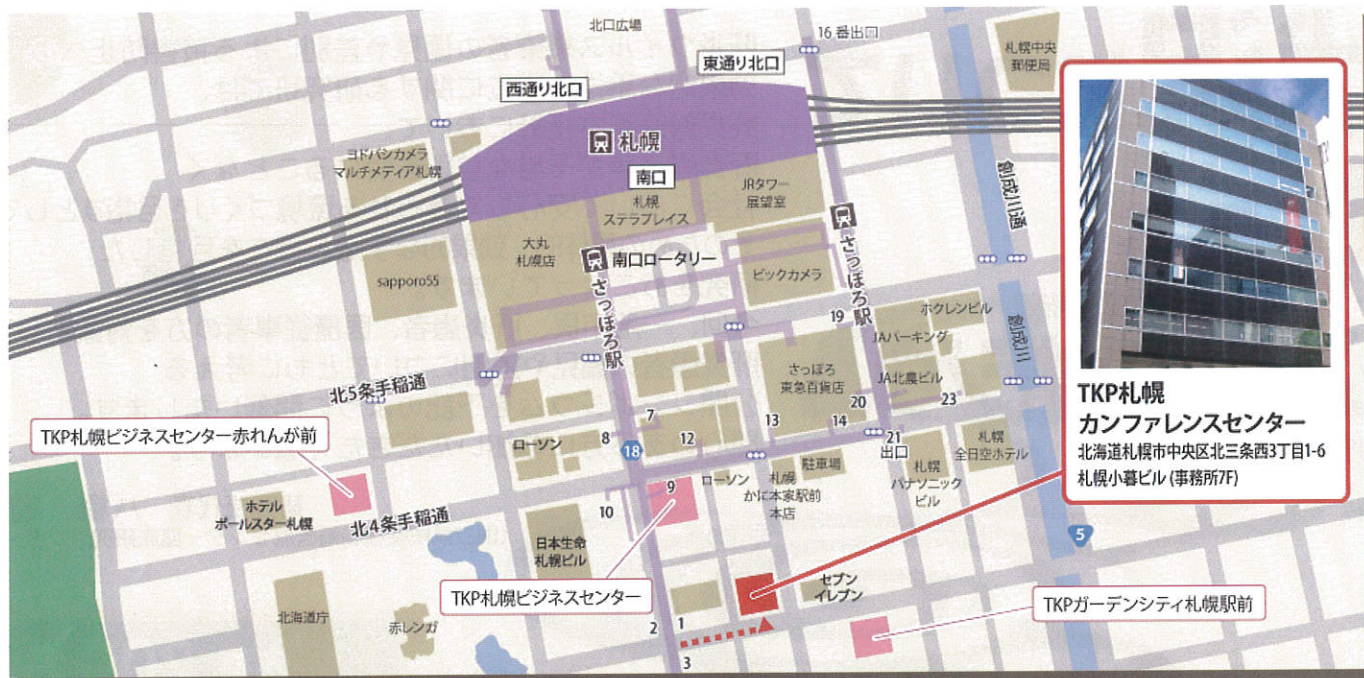 北口広場
16番出口
札幌中央
郵便局
東通り北口
西通り北口
札幌
ヨドバシカメラ
マルチメディア札幌
南口
札幌
ステラプレイス
JRタワー
展望室
創成川通
大丸
札幌店
南口ロータリー
さっぽろ駅
ビックカメラ
さっぽろ駅
sapporo55
19
ホクレンビル
JAパーキング
創成川
さっぽろ
東急百貨店
JA北農ビル
北5条手稲通
20
23
TKP札幌
カンファレンスセンター
北海道札幌市中央区北三条西3丁目1-6
札幌小暮ビル (事務所7F)
TKP札幌ビジネスセンター赤れんが前
7
8
ローソン
18
12
13
14
21
出口
札幌
全日空ホテル
駐車場
ローソン
札幌
かに本家駅前
本店
札幌
パナソニック
ビル
9
10
ホテル
ポールスター札幌
北4条手稲通
日本生命
札幌ビル
5
TKP札幌ビジネスセンター
セブン
イレブン
TKPガーデンシティ札幌駅前
北海道庁
赤レンガ
1
2
3